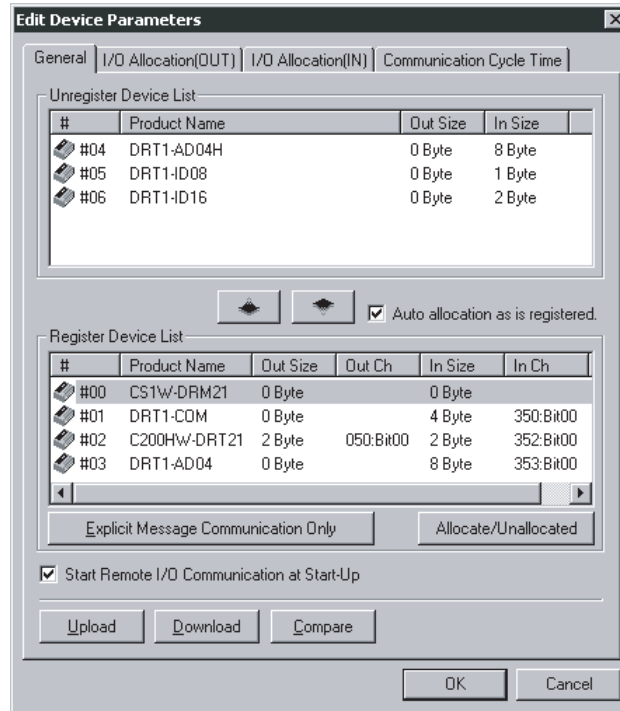 Edit Device Parameters
General I/O Allocation(OUT) I/O Allocation(IN) Communication Cycle Time
Unregister Device List
# Product Name Out Size In Size
#04 DRT1-AD04H 0 Byte 8 Byte
#05 DRT1-ID08 0 Byte 1 Byte
#06 DRT1-ID16 0 Byte 2 Byte
Auto allocation as is registered.
Register Device List
# Product Name Out Size Out Ch In Size In Ch
#00 CS1W-DRM21 0 Byte 0 Byte
#01 DRT1-COM 0 Byte 4 Byte 350:Bit00
#02 C200HW-DRT21 2 Byte 050:Bit00 2 Byte 352:Bit00
#03 DRT1-AD04 0 Byte 8 Byte 353:Bit00
Explicit Message Communication Only Allocate/Unallocated
Start Remote I/O Communication at Start-Up
Upload Download Compare
OK Cancel